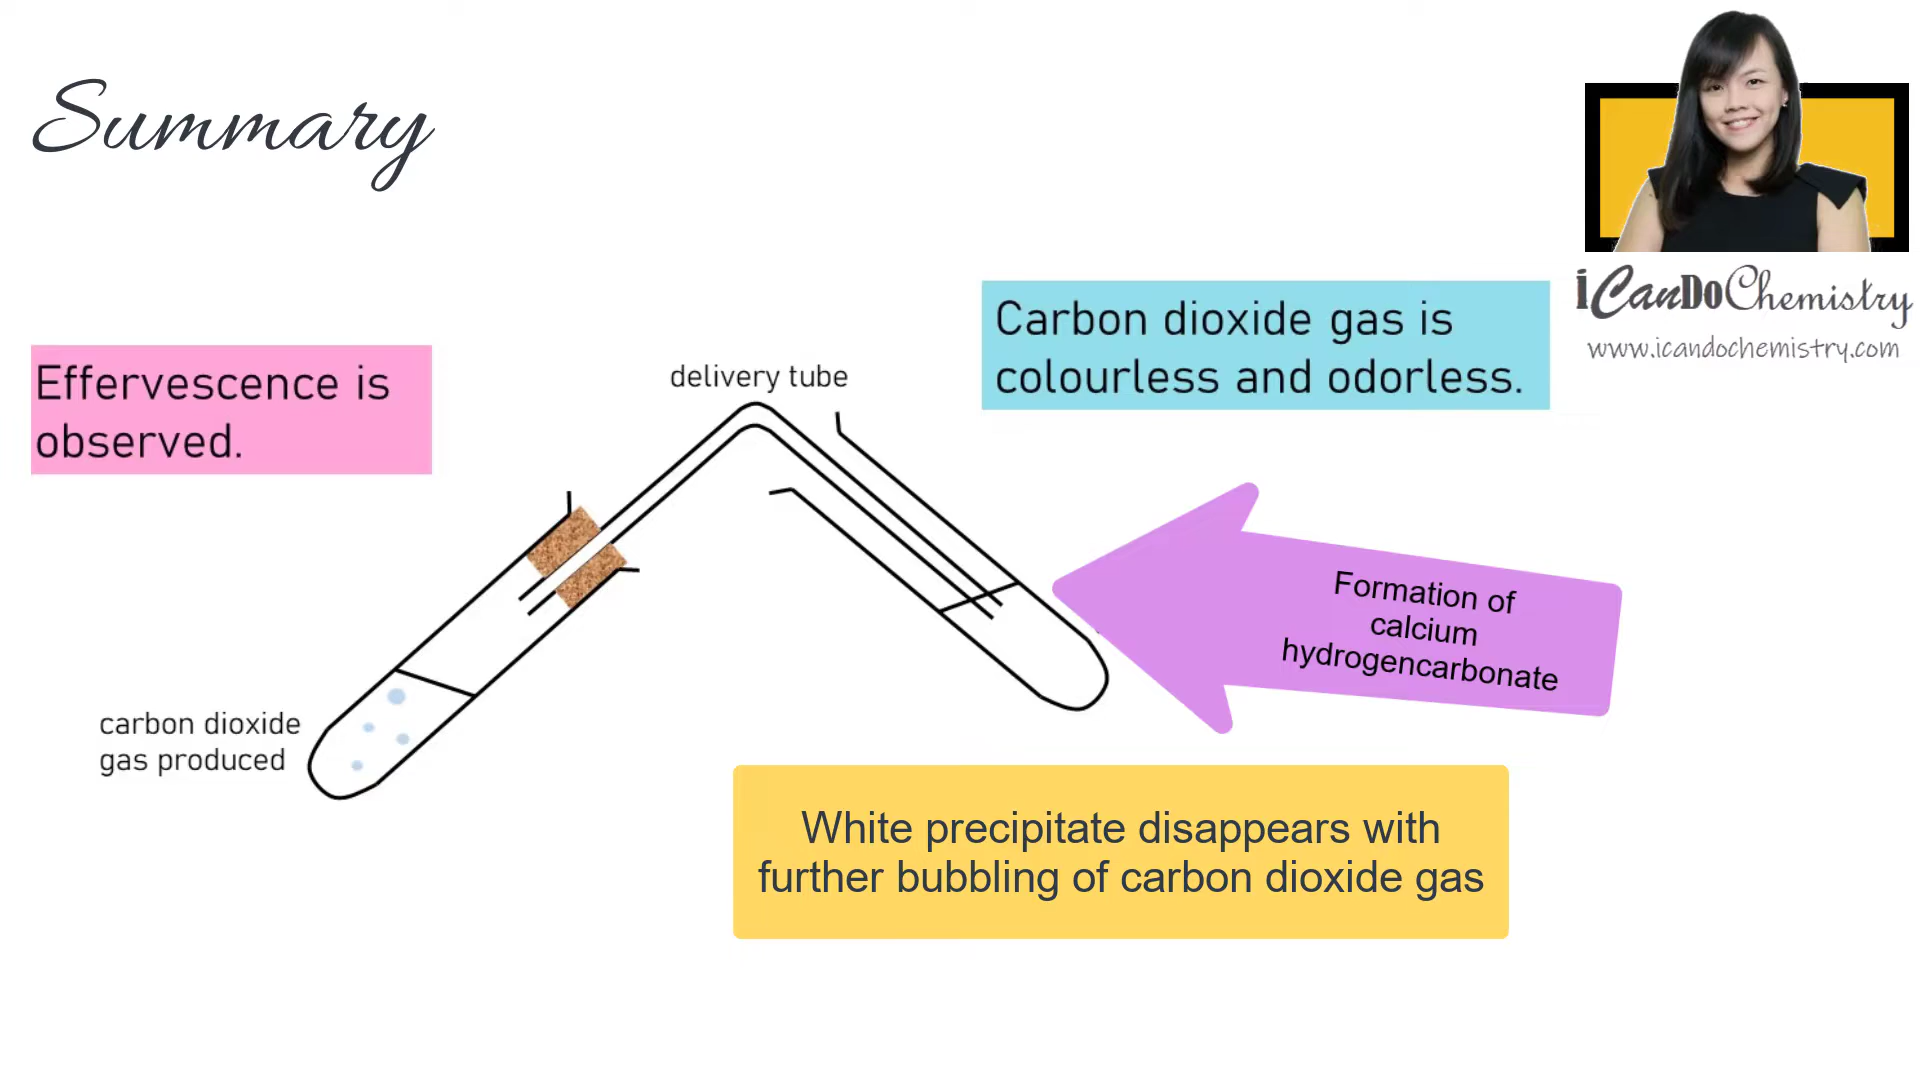 Summary
iCanDoChemistry
www.icandochemistry.com
Carbon dioxide gas is
colourless and odorless.
Effervescence is
observed.
delivery tube
Formation of
calcium
hydrogencarbonate
carbon dioxide
gas produced
White precipitate disappears with
further bubbling of carbon dioxide gas